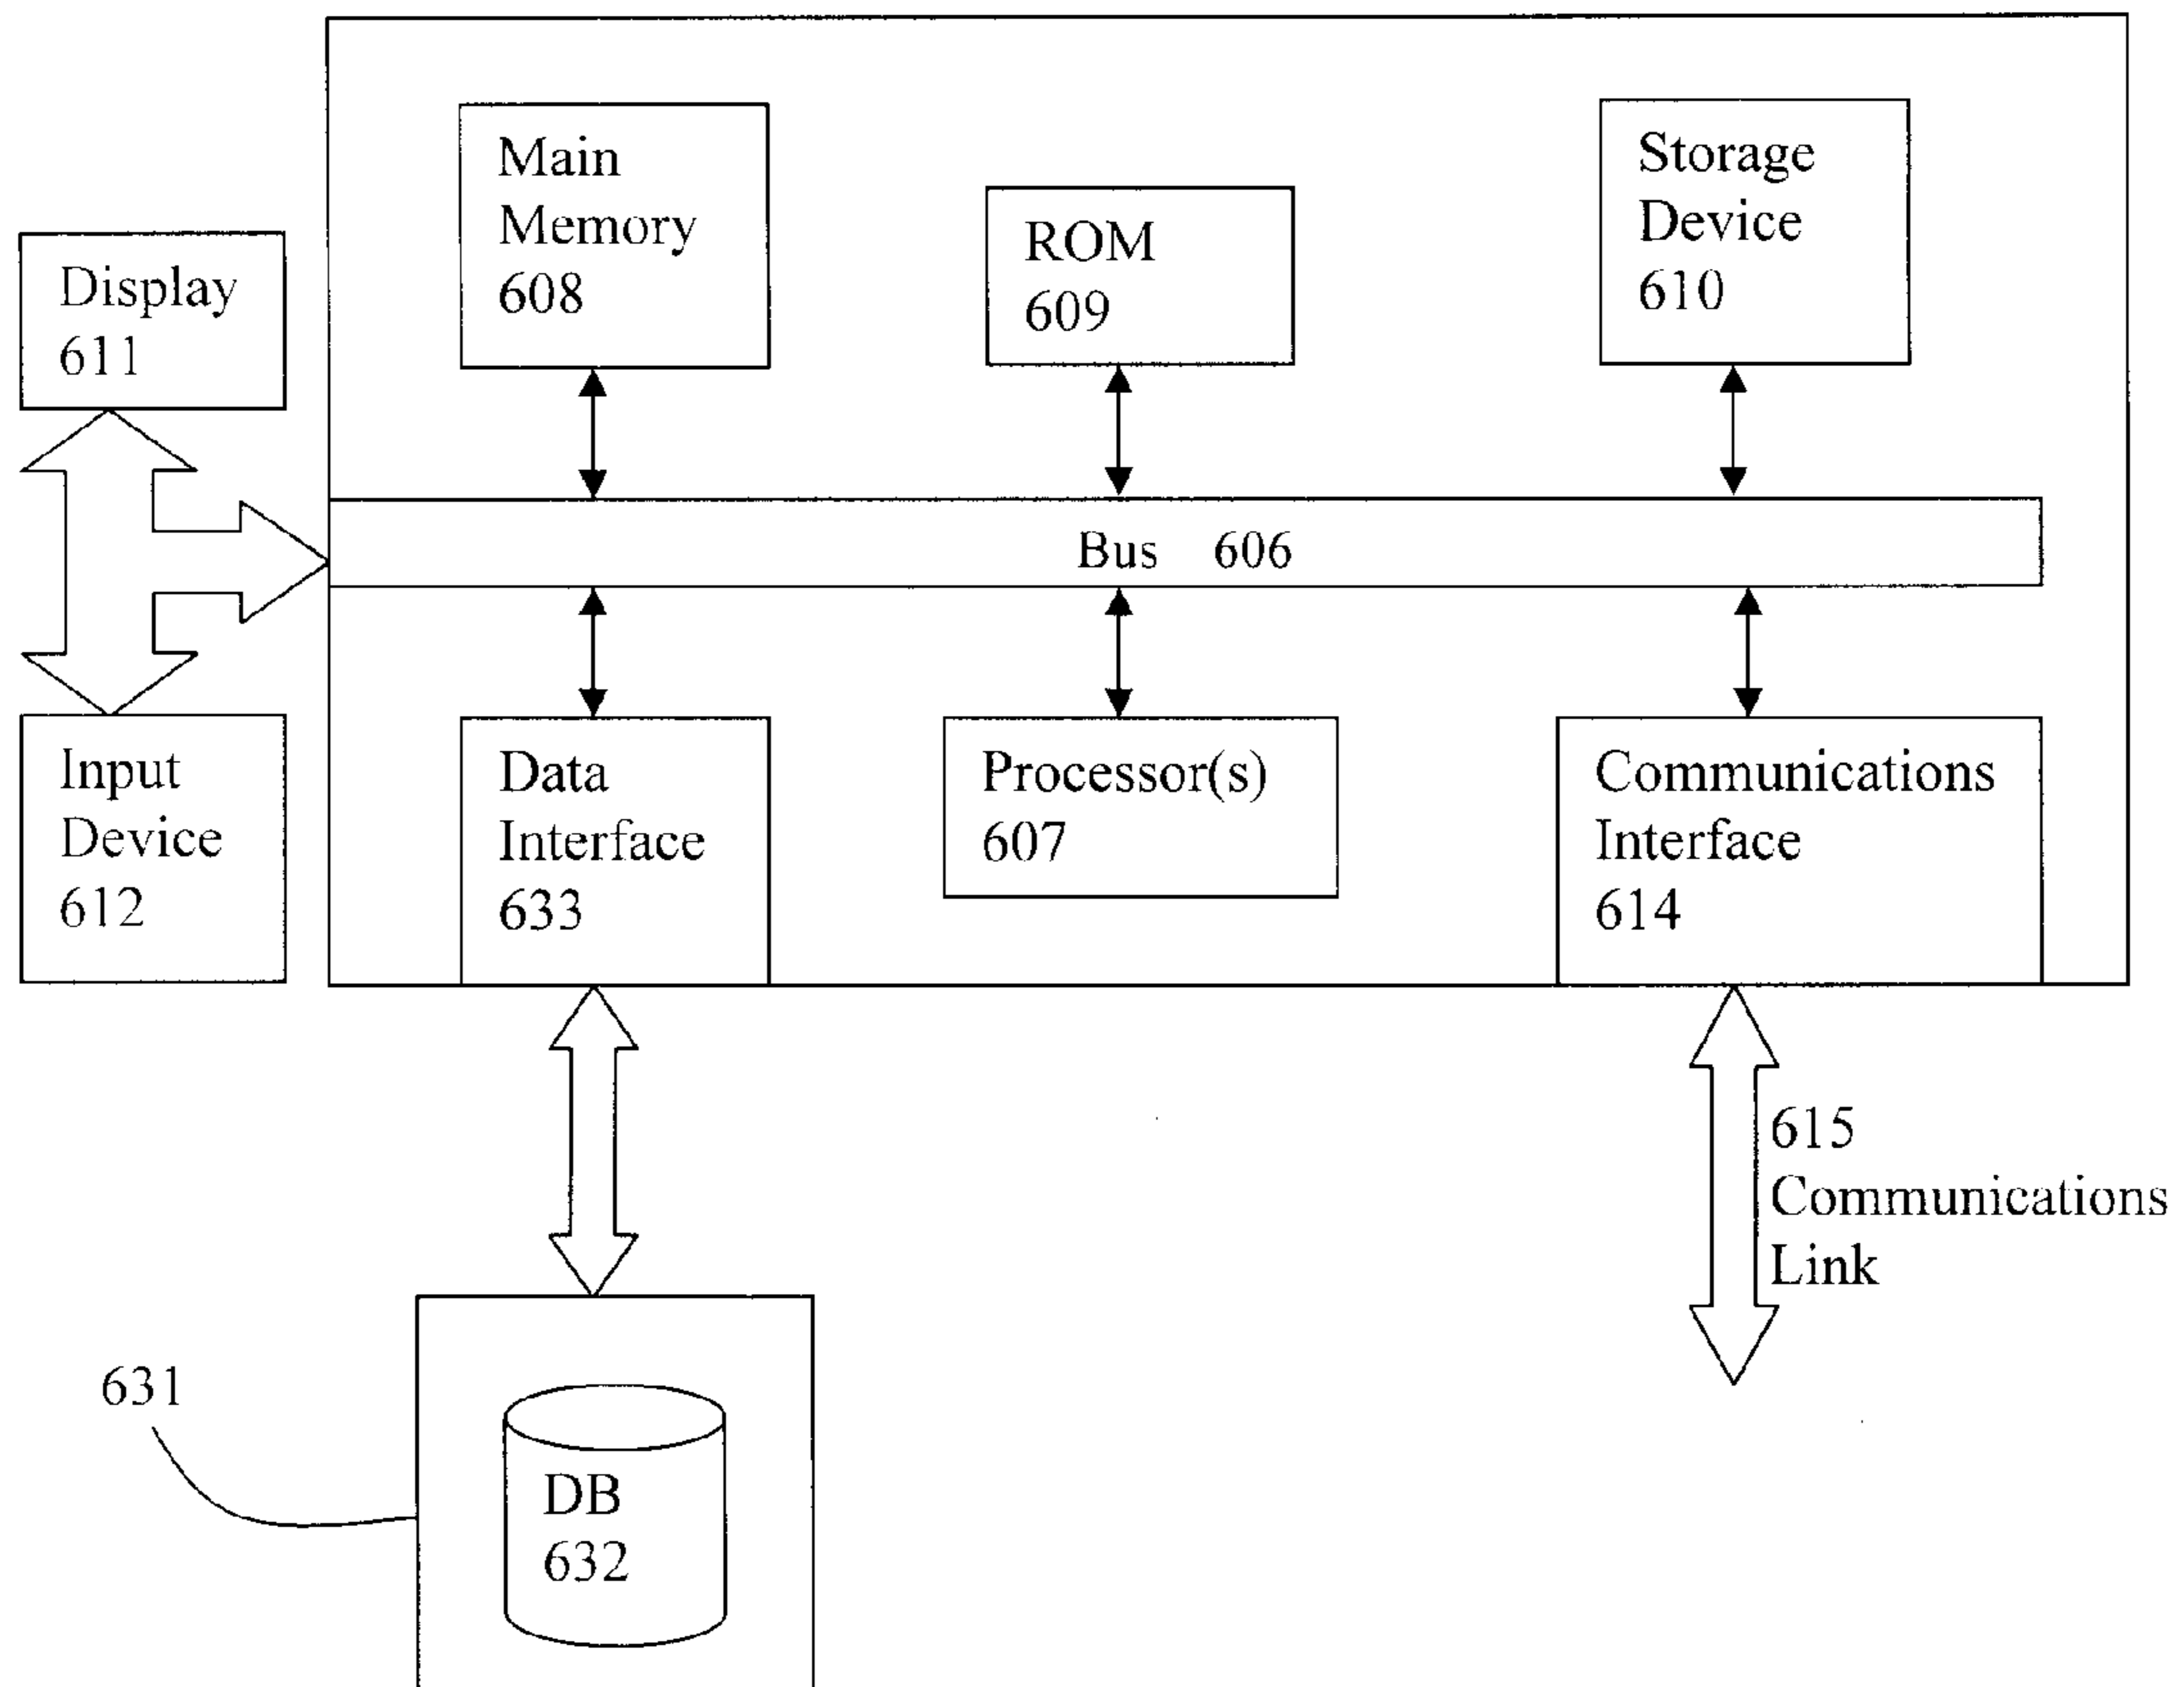 Main
Memory
608
ROM
609
Storage
Device
610
Display
611
Bus 606
Input
Device
612
Data
Interface
633
Processor(s)
607
Communications
Interface
614
615
Communications
Link
631
DB
632